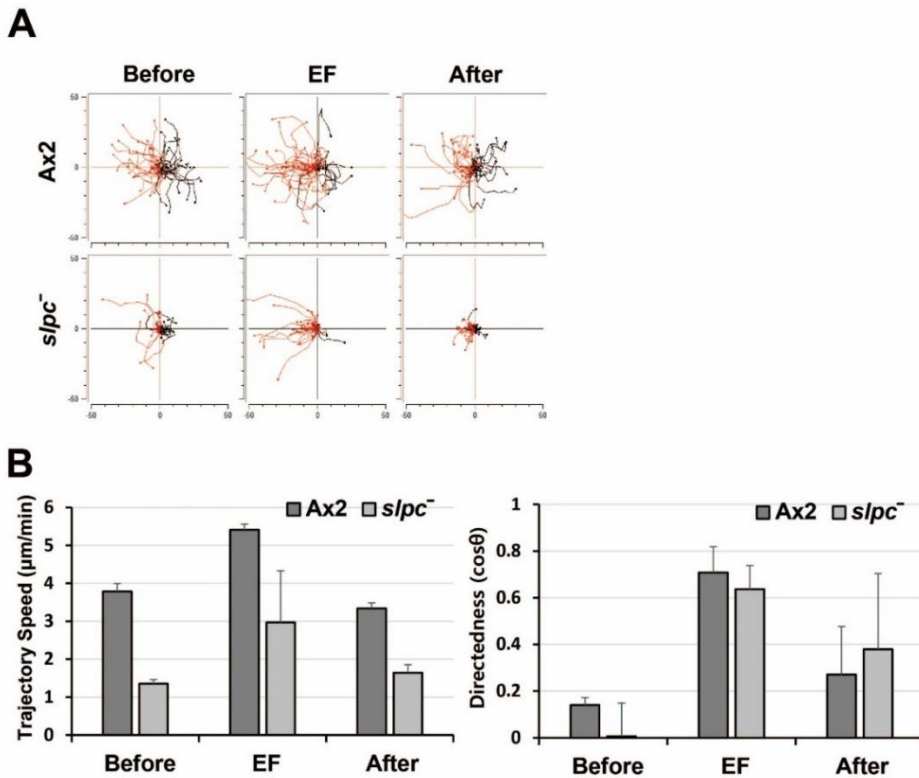 A
Before EF After
Ax2
50
0
-50
slpc⁻
50
0
-50
-50 0 50 -50 0 50 -50 0 50
B
Trajectory Speed (μm/min)
6
5
4
3
2
1
0
Ax2 slpc⁻
Before EF After
Directedness (cosθ)
1
0.8
0.6
0.4
0.2
0
Ax2 slpc⁻
Before EF After